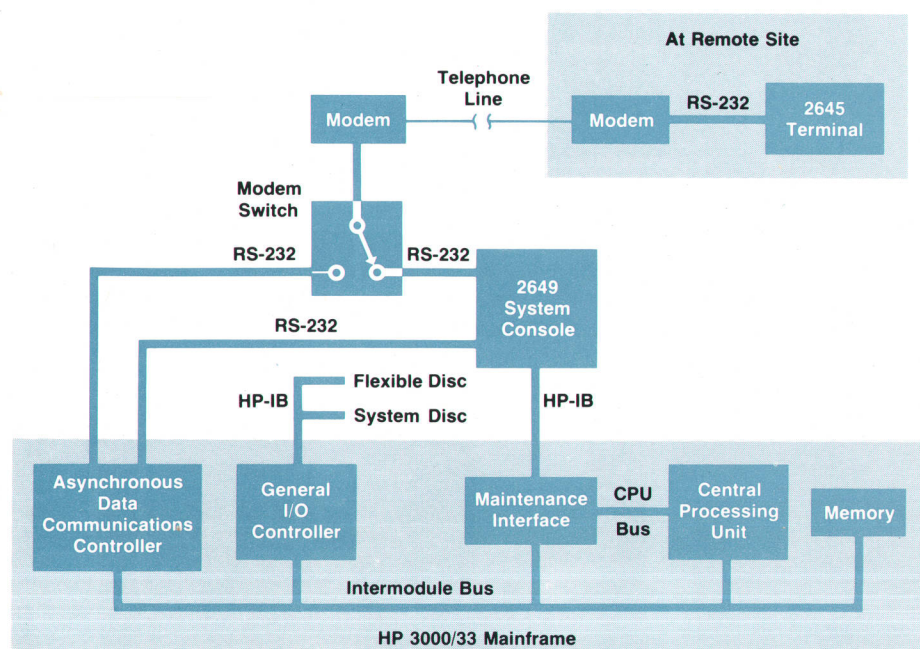 At Remote Site
Telephone
Line
Modem
Modem
RS-232
2645
Terminal
Modem
Switch
RS-232
RS-232
2649
System
Console
RS-232
HP-IB
Flexible Disc
System Disc
HP-IB
Asynchronous
Data
Communications
Controller
General
I/O
Controller
Maintenance
Interface
CPU
Bus
Central
Processing
Unit
Memory
Intermodule Bus
HP 3000/33 Mainframe